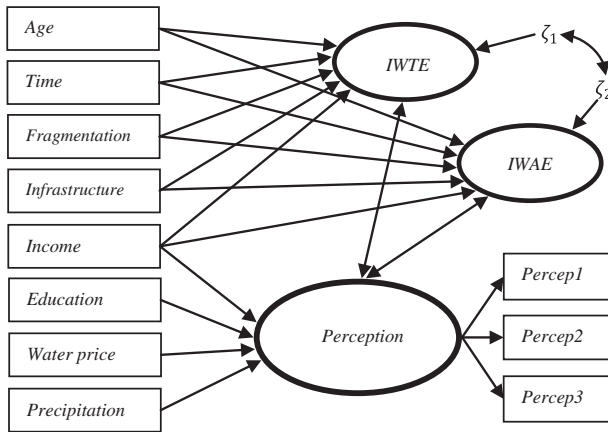 Age
Time
Fragmentation
Infrastructure
Income
Education
Water price
Precipitation
IWTE
ζ1
ζ2
IWAE
Perception
Percep1
Percep2
Percep3